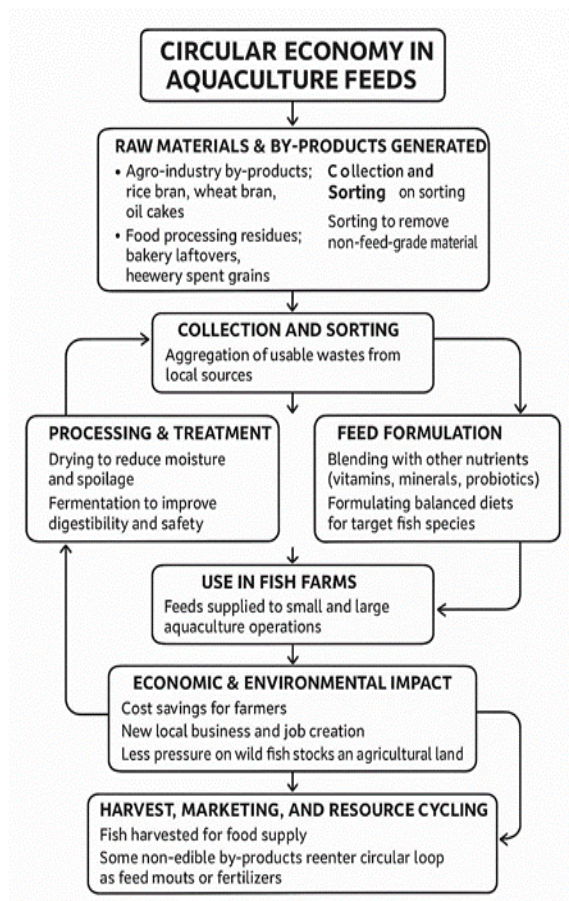 CIRCULAR ECONOMY IN
AQUACULTURE FEEDS
RAW MATERIALS & BY-PRODUCTS GENERATED
• Agro-industry by-products;
rice bran, wheat bran,
oil cakes
• Food processing residues;
bakery laftovers,
heewery spent grains
Collection and
Sorting on sorting
Sorting to remove
non-feed-grade material
COLLECTION AND SORTING
Aggregation of usable wastes from
local sources
PROCESSING & TREATMENT
Drying to reduce moisture
and spoilage
Fermentation to improve
digestibility and safety
FEED FORMULATION
Blending with other nutrients
(vitamins, minerals, probiotics)
Formulating balanced diets
for target fish species
USE IN FISH FARMS
Feeds supplied to small and large
aquaculture operations
ECONOMIC & ENVIRONMENTAL IMPACT
Cost savings for farmers
New local business and job creation
Less pressure on wild fish stocks an agricultural land
HARVEST, MARKETING, AND RESOURCE CYCLING
Fish harvested for food supply
Some non-edible by-products reenter circular loop
as feed mouts or fertilizers